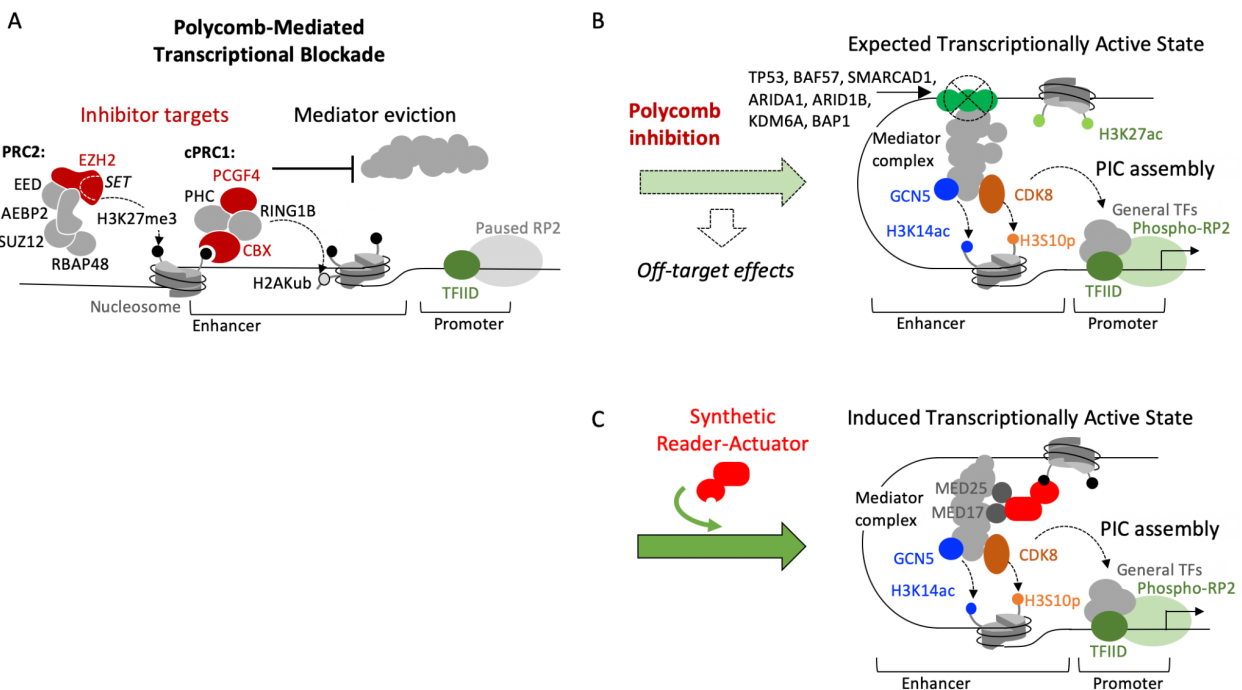 A
Polycomb-Mediated
Transcriptional Blockade
Inhibitor targets
Mediator eviction
PRC2:
EZH2
SET
EED
AEBP2
SUZ12
RBAP48
H3K27me3
cPRC1:
PCGF4
PHC
RING1B
CBX
H2AKub
Nucleosome
Enhancer
Paused RP2
TFIID
Promoter
B
Expected Transcriptionally Active State
Polycomb
inhibition
Off-target effects
TP53, BAF57, SMARCAD1,
ARIDA1, ARID1B,
KDM6A, BAP1
Mediator
complex
H3K27ac
GCN5
CDK8
PIC assembly
H3K14ac
H3S10p
General TFs
Phospho-RP2
TFIID
Enhancer
Promoter
C
Synthetic
Reader-Actuator
Induced Transcriptionally Active State
MED25
MED17
Mediator
complex
GCN5
CDK8
PIC assembly
H3K14ac
H3S10p
General TFs
Phospho-RP2
TFIID
Enhancer
Promoter